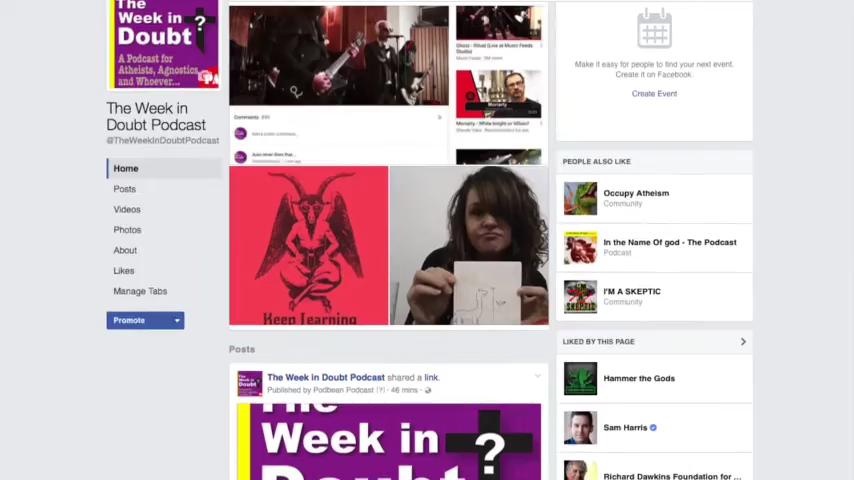 The
Week in
Doubt
?
A Podcast for
Atheists, Agnostics
and Whoever...
The Week in
Doubt Podcast
@TheWeekInDoubtPodcast
Home
Posts
Videos
Photos
About
Likes
Manage Tabs
Promote
Comments
Ghost - Ritual (Live at Music Feeds
Studio)
Moriarty
Moriarty - White knight or Villain?
Keep Learning
Posts
The Week in Doubt Podcast shared a link.
Published by Podbean Podcast [?] · 46 mins ·
The
Week in
Doubt
?
Make it easy for people to find your next event.
Create it on Facebook.
Create Event
PEOPLE ALSO LIKE
Occupy Atheism
Community
In the Name Of god - The Podcast
Podcast
I'M A SKEPTIC
Community
LIKED BY THIS PAGE
Hammer the Gods
Sam Harris
Richard Dawkins Foundation for ...